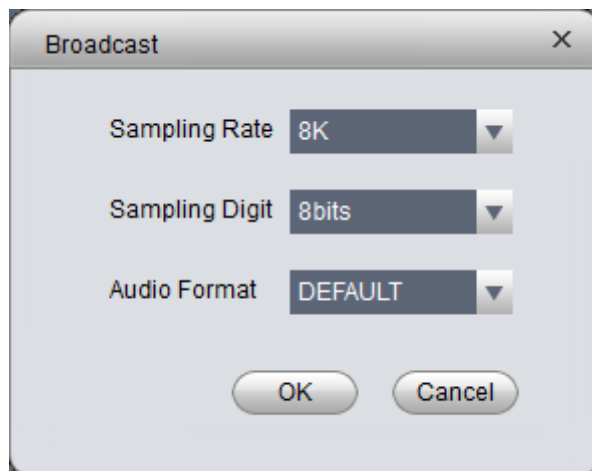 Broadcast
Sampling Rate 8K
Sampling Digit 8bits
Audio Format DEFAULT
OK Cancel